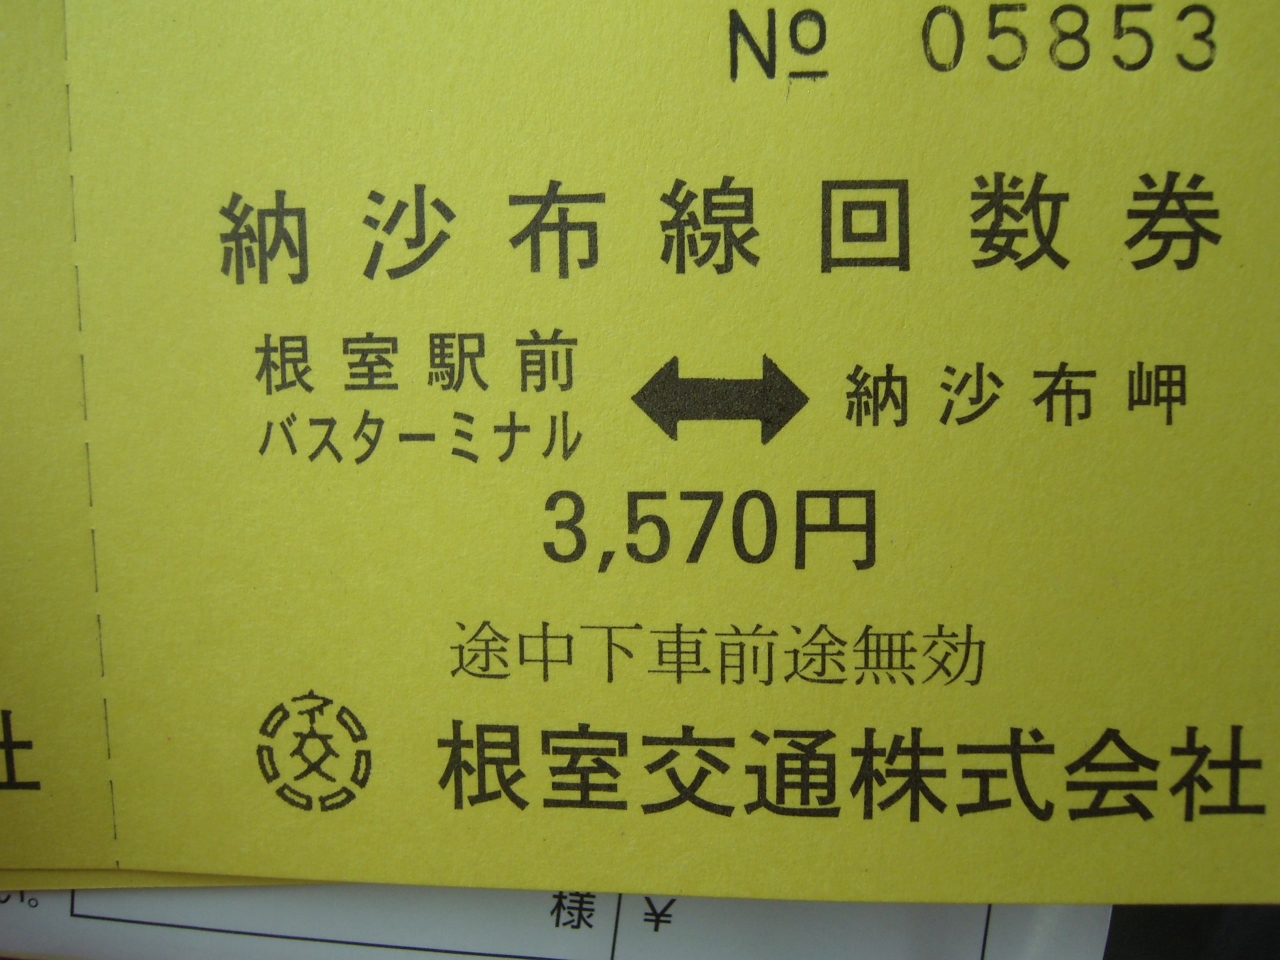 No 05853
納沙布線回数券
根室駅前
バスターミナル
納沙布岬
3,570円
途中下車前途無効
交
根室交通株式会社
社
い。
様
¥